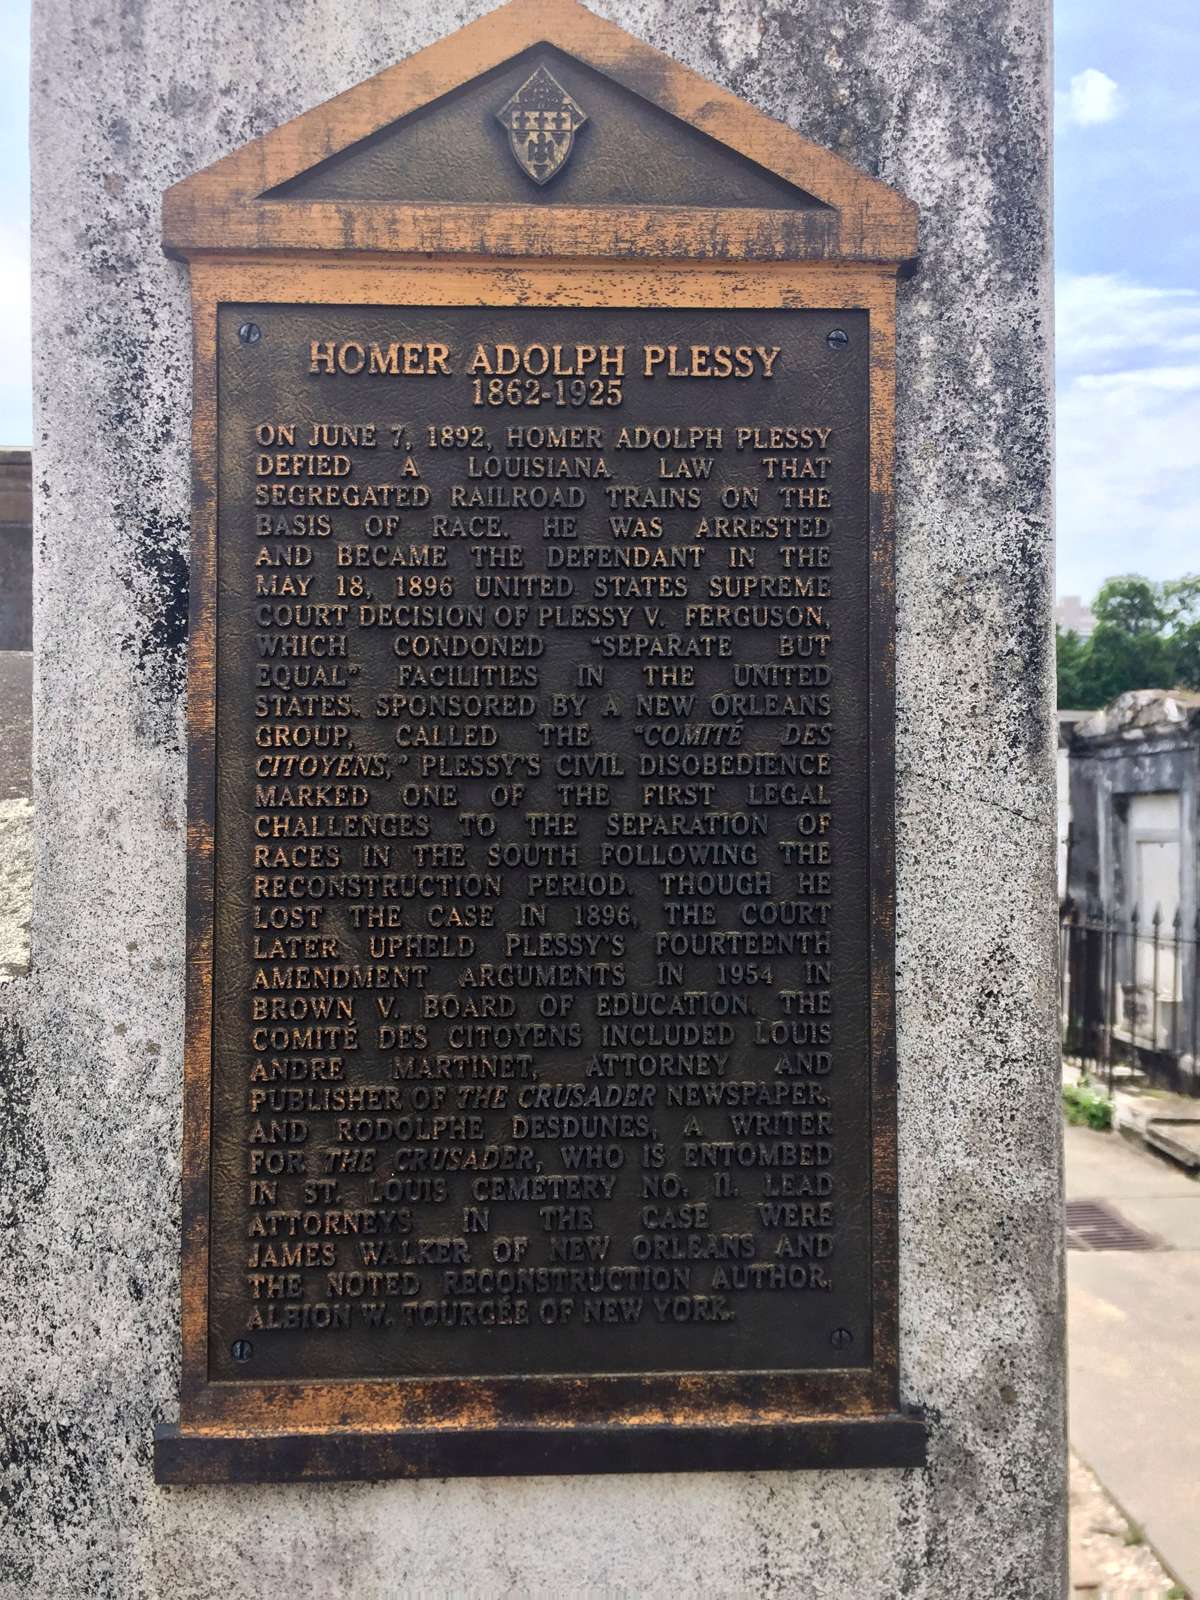 HOMER ADOLPH PLESSY
1862-1925
ON JUNE 7, 1892, HOMER ADOLPH PLESSY
DEFIED A LOUISIANA LAW THAT
SEGREGATED RAILROAD TRAINS ON THE
BASIS OF RACE. HE WAS ARRESTED
AND BECAME THE DEFENDANT IN THE
MAY 18, 1896 UNITED STATES SUPREME
COURT DECISION OF PLESSY V. FERGUSON,
WHICH CONDONED "SEPARATE BUT
EQUAL" FACILITIES IN THE UNITED
STATES. SPONSORED BY A NEW ORLEANS
GROUP, CALLED THE "COMITÉ DES
CITOYENS," PLESSY'S CIVIL DISOBEDIENCE
MARKED ONE OF THE FIRST LEGAL
CHALLENGES TO THE SEPARATION OF
RACES IN THE SOUTH FOLLOWING THE
RECONSTRUCTION PERIOD. THOUGH HE
LOST THE CASE IN 1896, THE COURT
LATER UPHELD PLESSY'S FOURTEENTH
AMENDMENT ARGUMENTS IN 1954 IN
BROWN V. BOARD OF EDUCATION. THE
COMITÉ DES CITOYENS INCLUDED LOUIS
ANDRE MARTINET, ATTORNEY AND
PUBLISHER OF THE CRUSADER NEWSPAPER,
AND RODOLPHE DESDUNES, A WRITER
FOR THE CRUSADER, WHO IS ENTOMBED
IN ST. LOUIS CEMETERY NO. II. LEAD
ATTORNEYS IN THE CASE WERE
JAMES WALKER OF NEW ORLEANS AND
THE NOTED RECONSTRUCTION AUTHOR,
ALBION W. TOURGÉE OF NEW YORK.